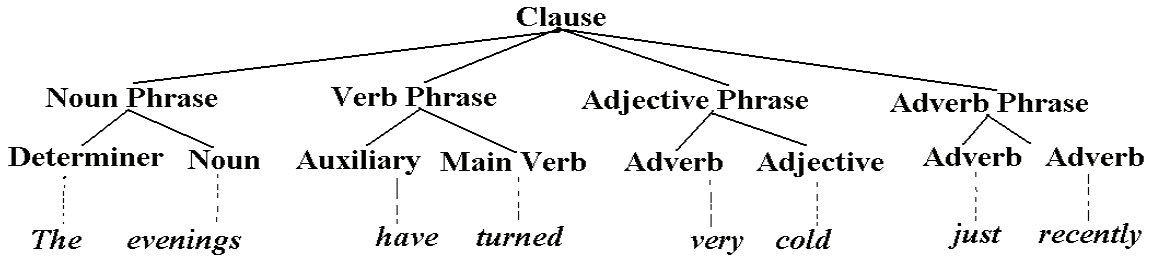 Clause
Noun Phrase Verb Phrase Adjective Phrase Adverb Phrase
Determiner Noun Auxiliary Main Verb Adverb Adjective Adverb Adverb
The evenings have turned very cold just recently